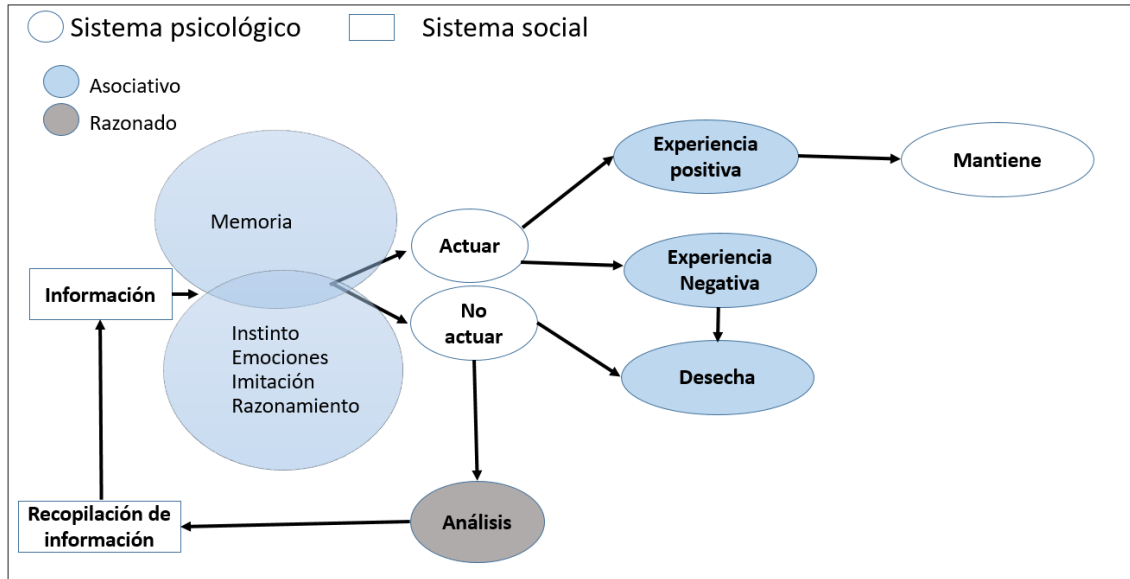 Sistema psicológico
Sistema social
Asociativo
Razonado
Memoria
Información
Instinto
Emociones
Imitación
Razonamiento
Actuar
No
actuar
Experiencia
positiva
Mantiene
Experiencia
Negativa
Desecha
Análisis
Recopilación de
información